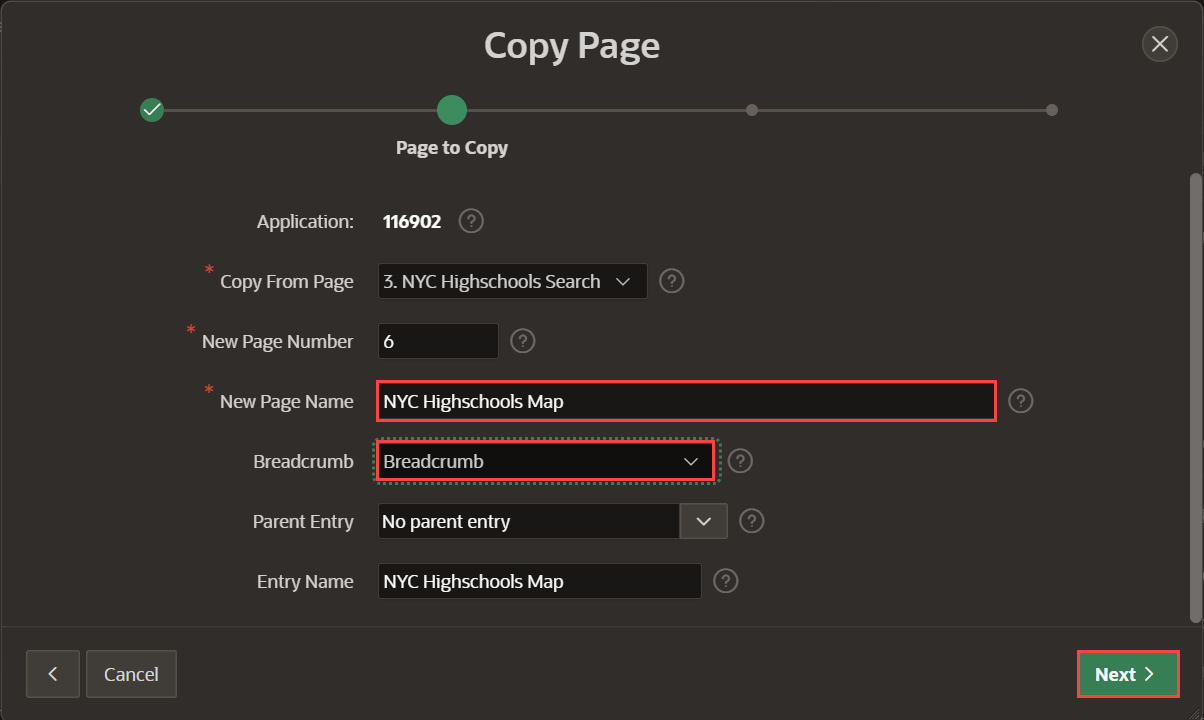 Copy Page
Page to Copy
Application: 116902 ?
* Copy From Page 3. NYC Highschools Search ?
* New Page Number 6 ?
* New Page Name NYC Highschools Map ?
Breadcrumb Breadcrumb ?
Parent Entry No parent entry ?
Entry Name NYC Highschools Map ?
Cancel Next